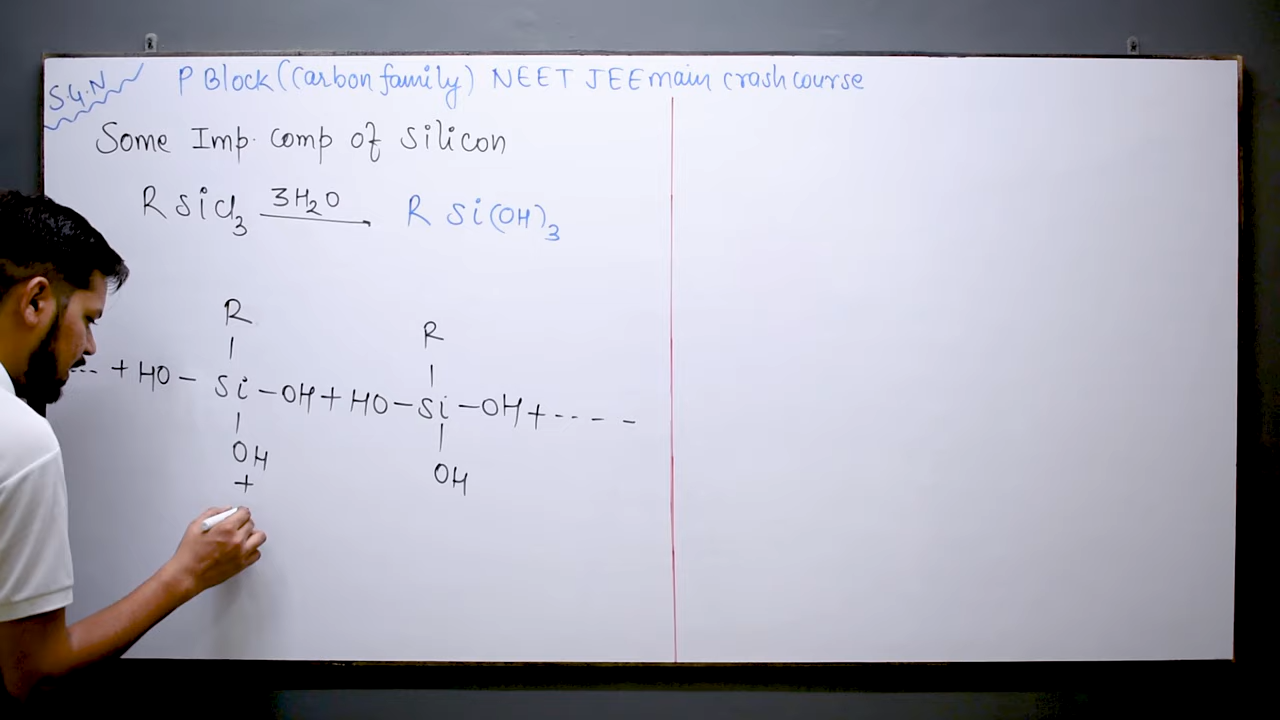 S.G.N P Block (Carbon family) NEET JEE main crash course
Some Imp. comp of silicon
R SiCl3 3H2O R Si(OH)3
R R
--- + HO - Si - OH + HO - Si - OH + ----
OH OH
+